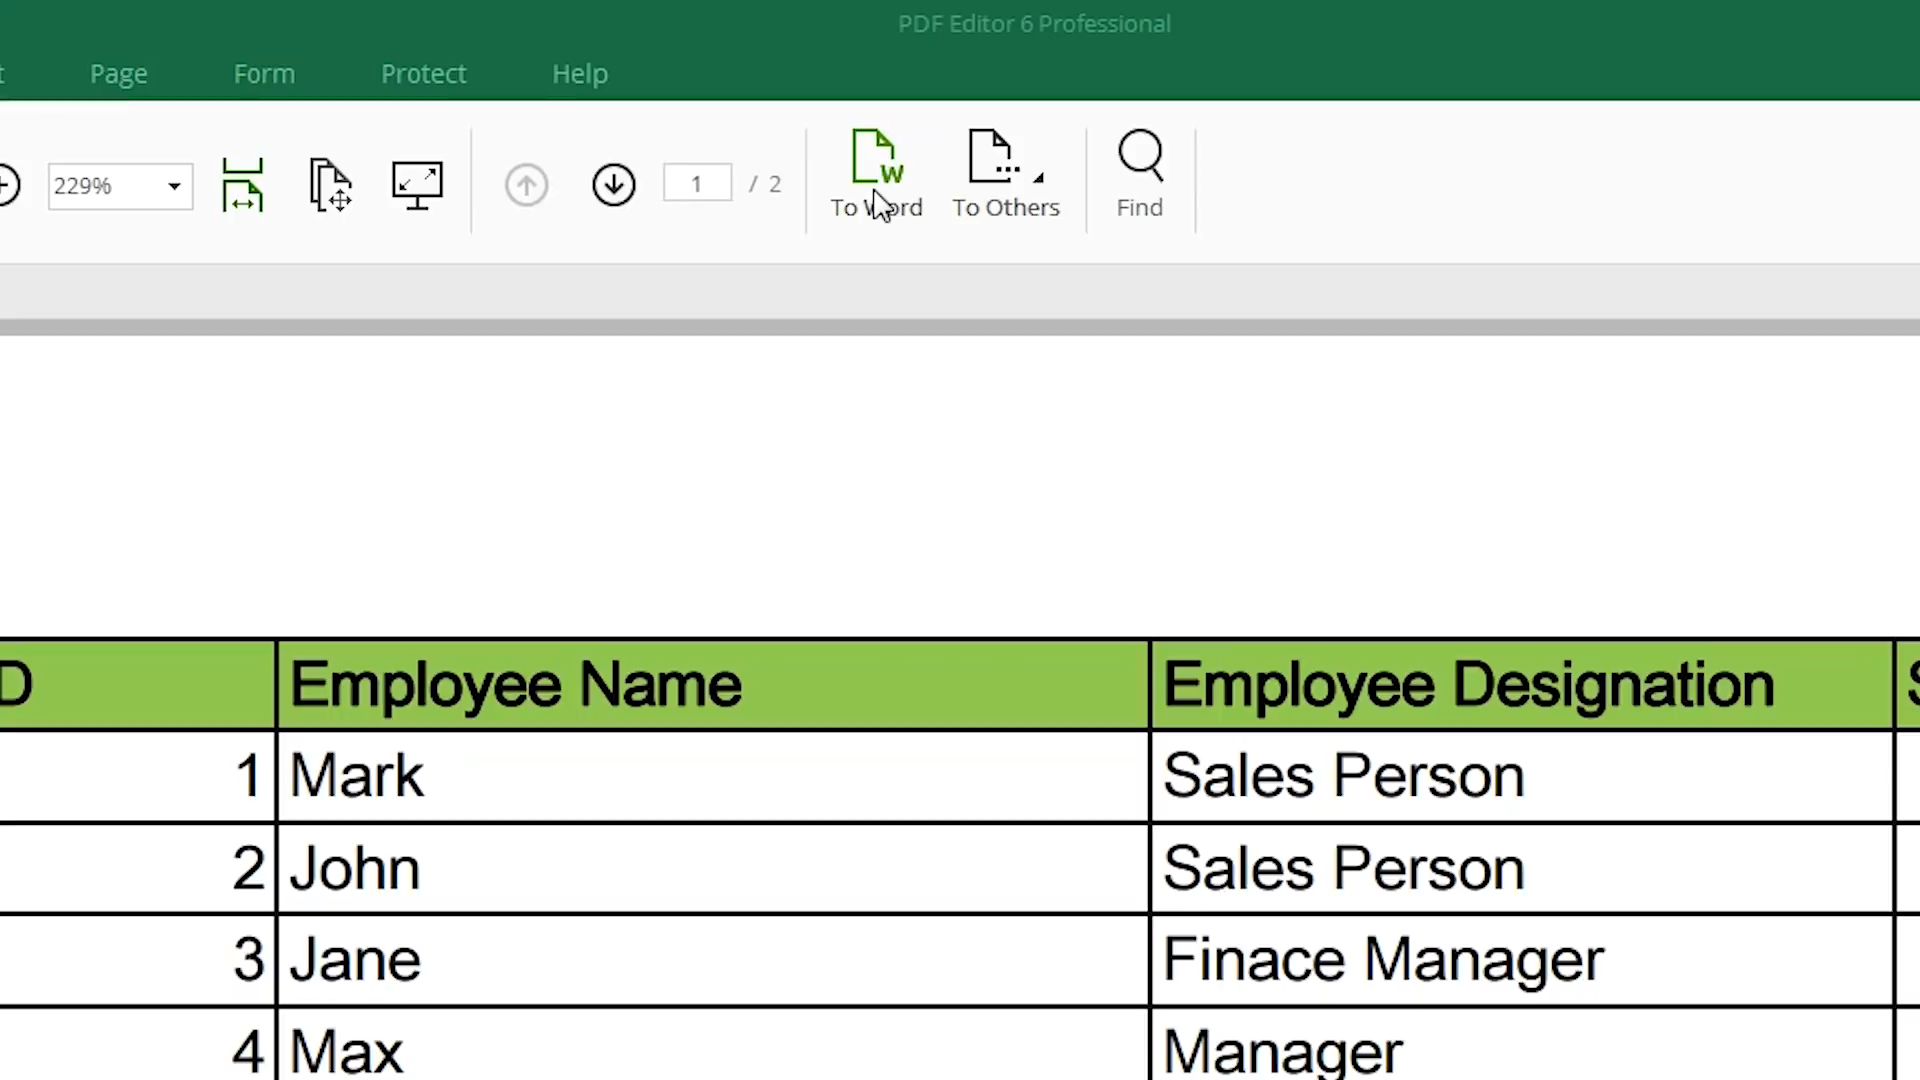 PDF Editor 6 Professional
Page Form Protect Help
229% 1 / 2 W
To Word To Others Find
D Employee Name Employee Designation
1 Mark Sales Person
2 John Sales Person
3 Jane Finace Manager
4 Max Manager